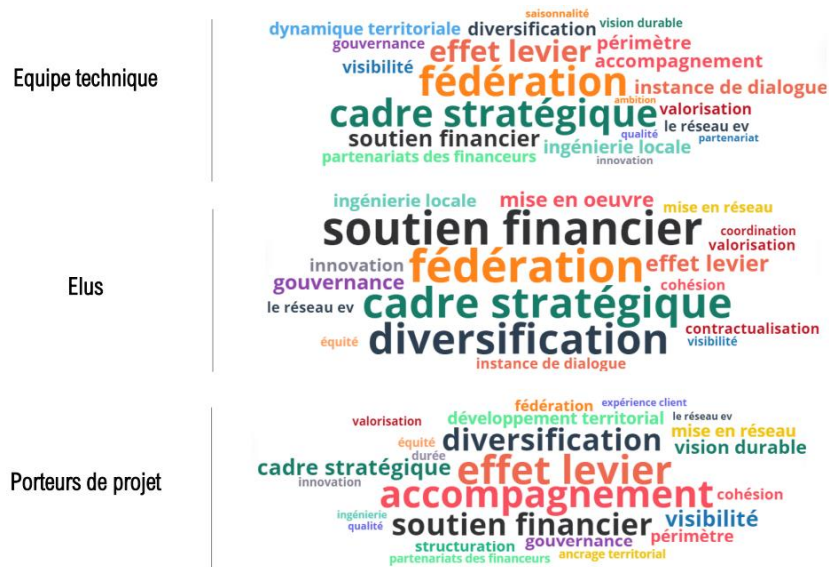 Equipe technique
saisonnalité
dynamique territoriale diversification vision durable
gouvernance effet levier périmètre
visibilité accompagnement
fédération instance de dialogue
ambition
cadre stratégique valorisation
soutien financier qualité le réseau ev
partenariat
ingénierie locale
partenariats des financeurs innovation
Elus
ingénierie locale mise en oeuvre mise en réseau
soutien financier coordination
valorisation
innovation fédération effet levier
gouvernance cohésion
le réseau ev cadre stratégique
contractualisation
équité diversification visibilité
instance de dialogue
Porteurs de projet
fédération expérience client
valorisation développement territorial le réseau ev
équité diversification mise en réseau
durée vision durable
cadre stratégique effet levier
innovation
accompagnement cohésion
ingénierie
qualité soutien financier visibilité
périmètre
structuration gouvernance
partenariats des financeurs ancrage territorial